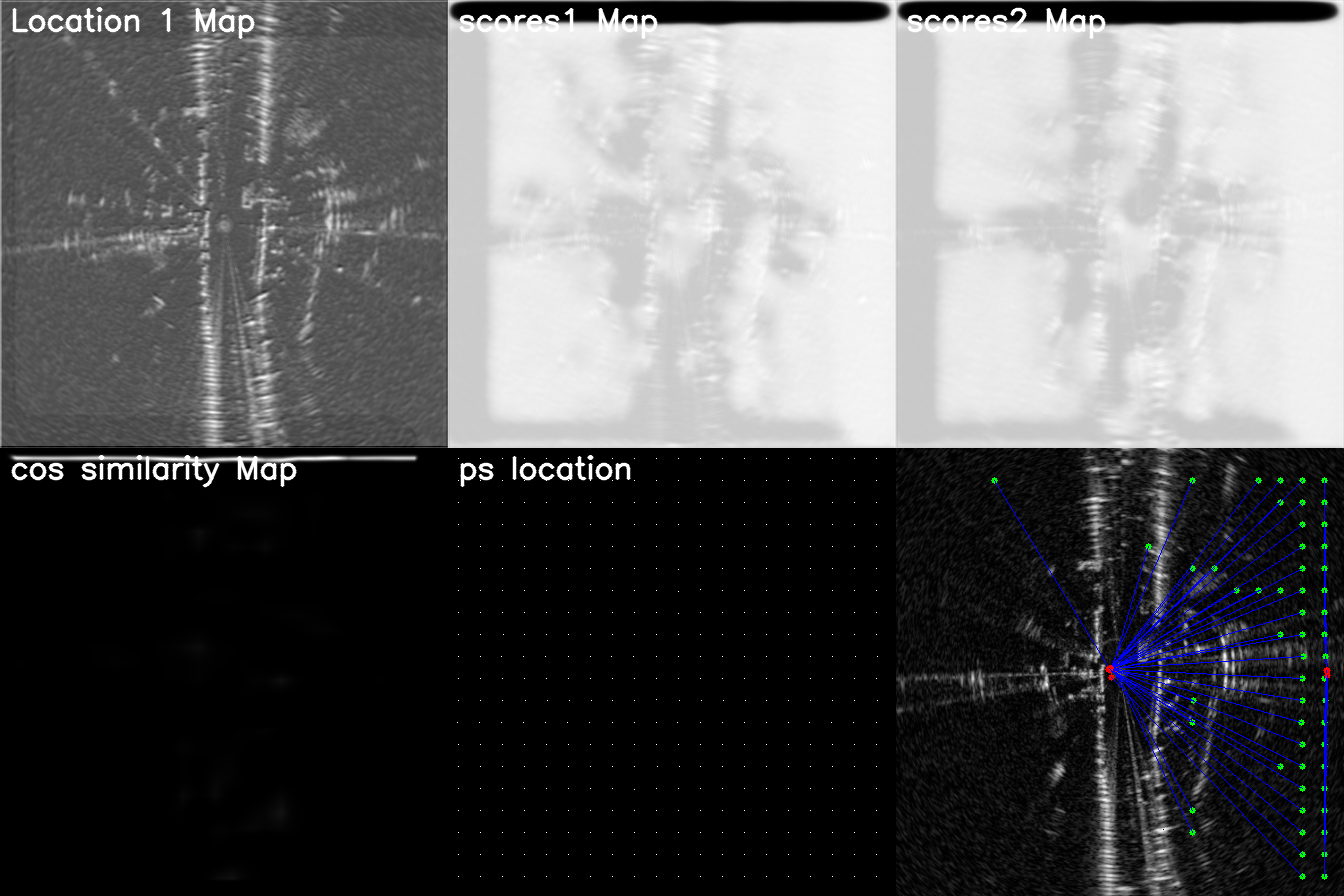 Location 1 Map
scores1 Map
scores2 Map
cos similarity Map
ps location